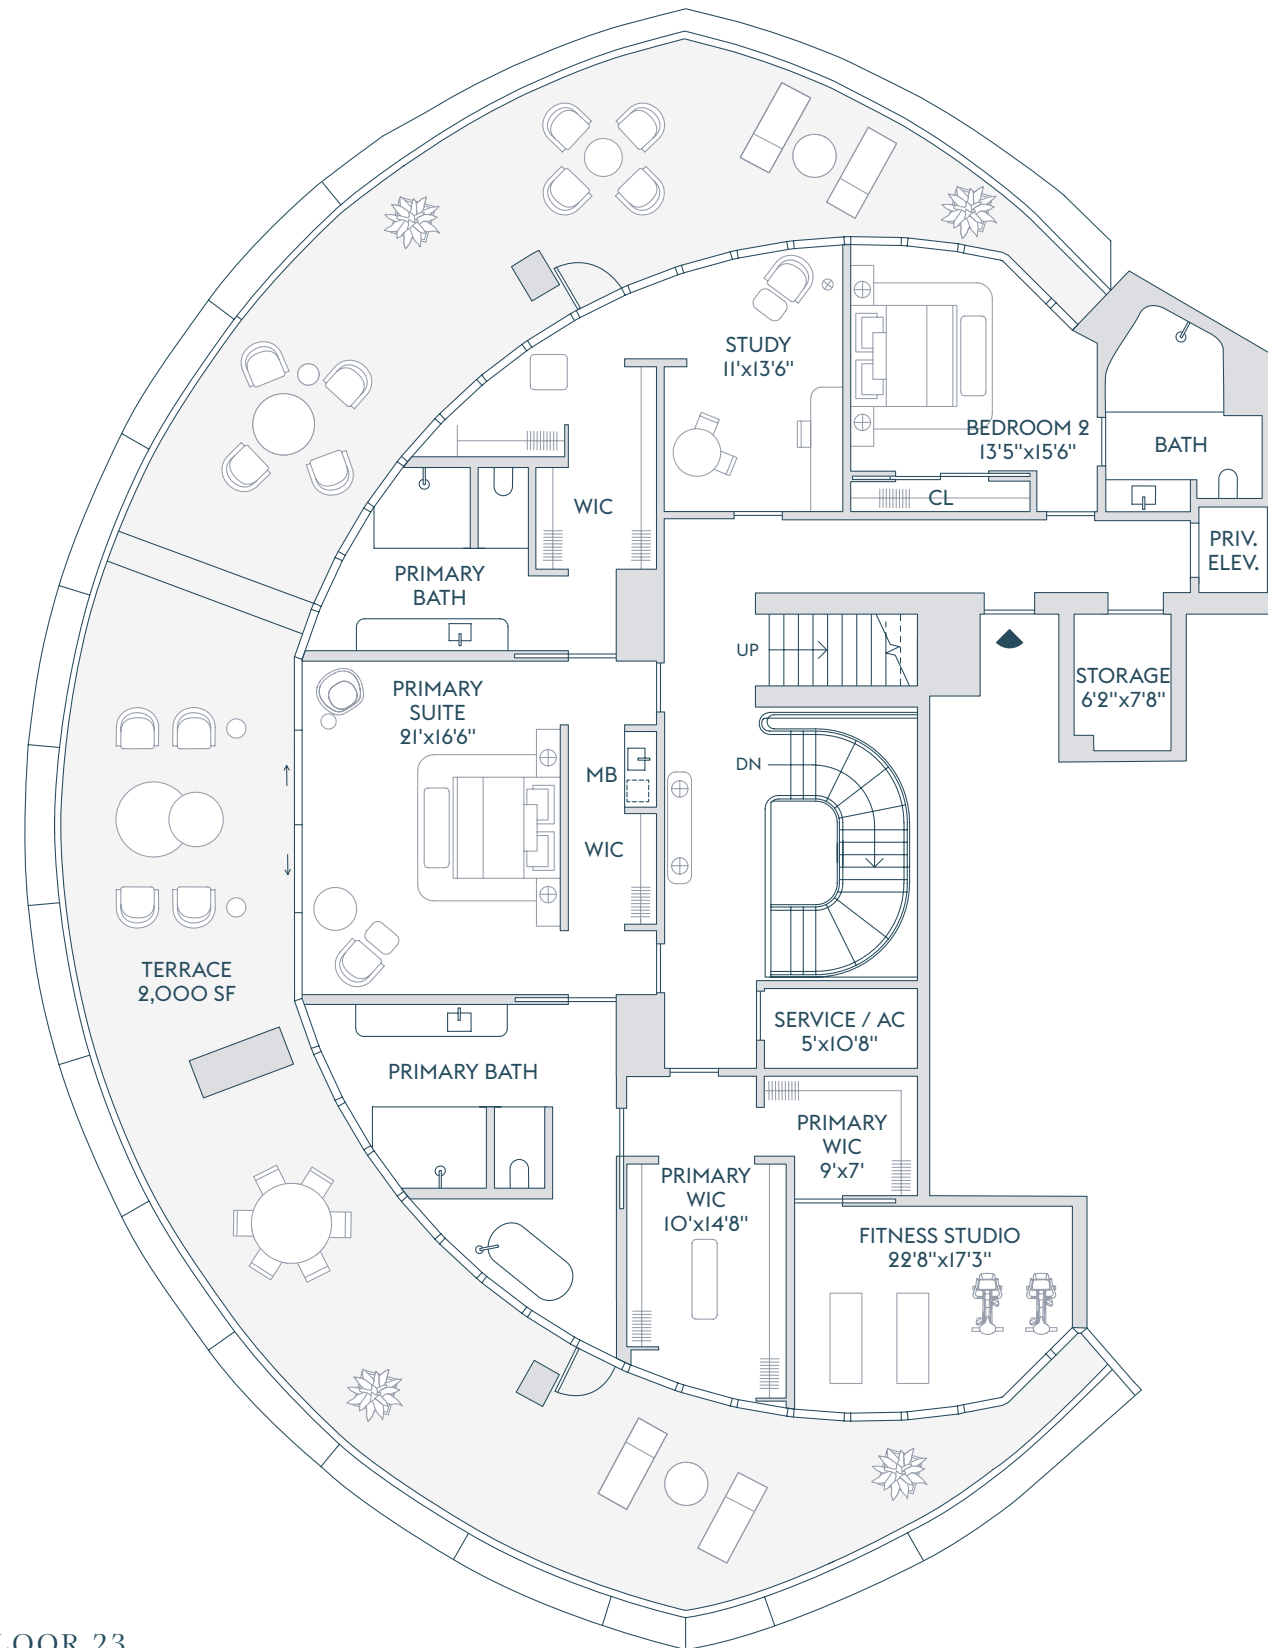 STUDY
11'x13'6"
BEDROOM 2
13'5"x15'6"
BATH
CL
WIC
PRIV.
ELEV.
PRIMARY
BATH
UP
STORAGE
6'2"x7'8"
PRIMARY
SUITE
21'x16'6"
MB
DN
WIC
TERRACE
2,000 SF
SERVICE / AC
5'x10'8"
PRIMARY BATH
PRIMARY
WIC
9'x7'
PRIMARY
WIC
10'x14'8"
FITNESS STUDIO
22'8"x17'3"
LOOR 23